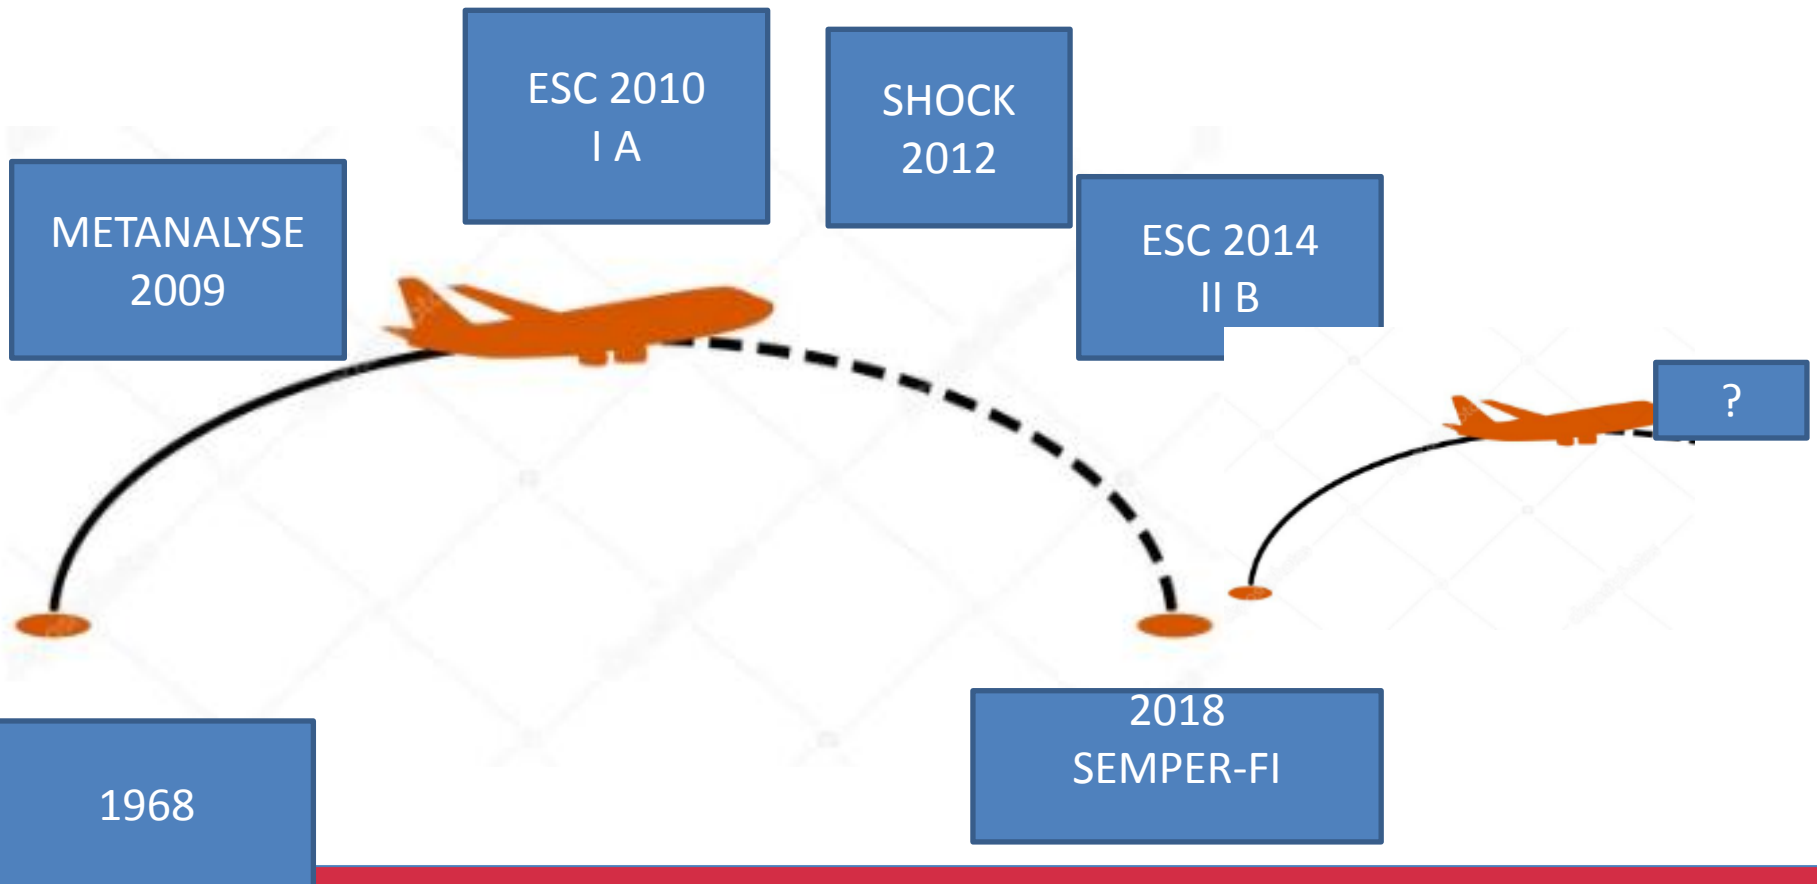 METANALYSE
2009
ESC 2010
I A
SHOCK
2012
ESC 2014
II B
?
1968
2018
SEMPER-FI